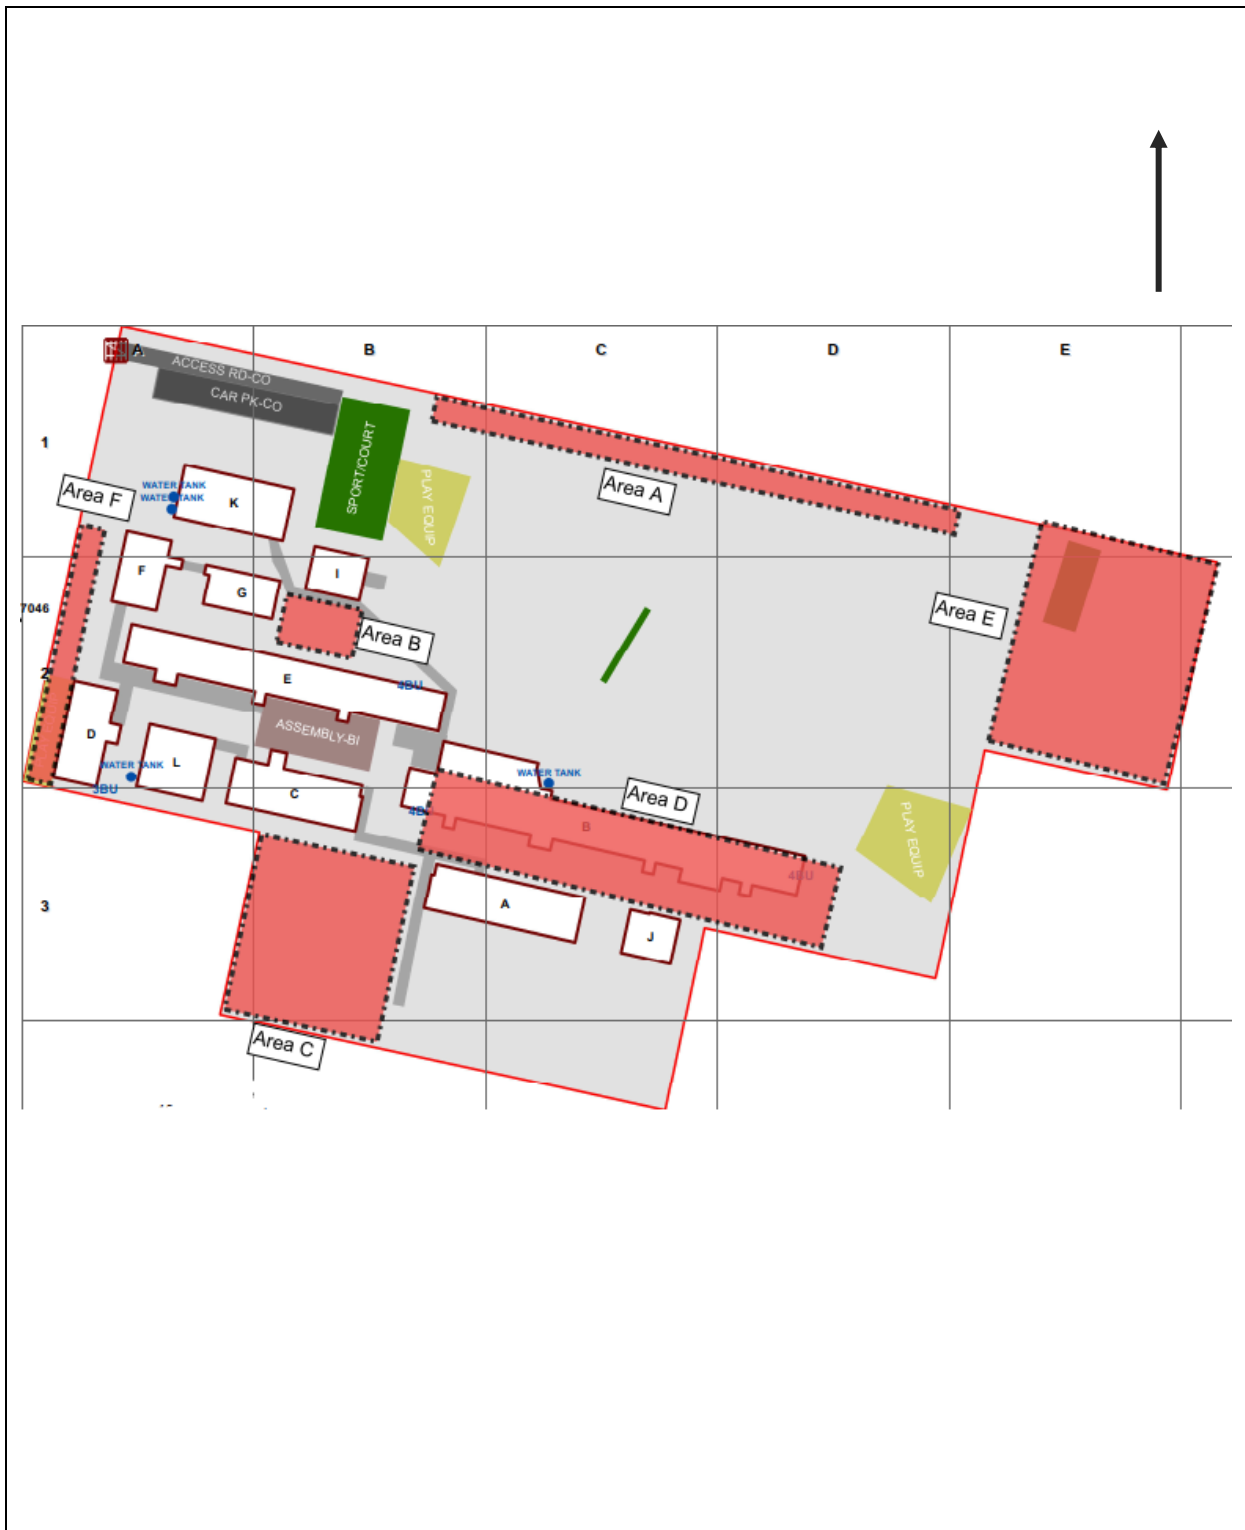 A
B
C
D
E
ACCESS RD-CO
CAR PK-CO
1
SPORT/COURT
PLAY EQUIP
Area A
WATER TANK
WATER TANK
K
Area F
F
G
I
7046
Area B
Area E
2
E
4BU
ASSEMBLY-BI
D
L
WATER TANK
3BU
C
WATER TANK
Area D
B
4BU
PLAY EQUIP
3
A
J
Area C